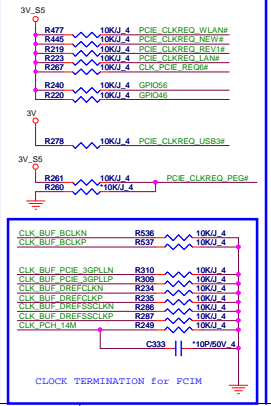 3V_S5
R477 10K/J_4 PCIE_CLKREQ_WLAN#
R445 10K/J_4 PCIE_CLKREQ_NEW#
R219 10K/J_4 PCIE_CLKREQ_REV1#
R223 10K/J_4 PCIE_CLKREQ_LAN#
R267 10K/J_4 CLK_PCIE_REQ6#
R240 10K/J_4 GPIO56
R220 10K/J_4 GPIO46
3V
R278 10K/J_4 PCIE_CLKREQ_USB3#
3V_S5
R261 10K/J_4 PCIE_CLKREQ_PEG#
R260 *10K/J_4
CLK_BUF_BCLKN R536 10K/J_4
CLK_BUF_BCLKP R537 10K/J_4
CLK_BUF_PCIE_3GPLLN R310 10K/J_4
CLK_BUF_PCIE_3GPLLP R309 10K/J_4
CLK_BUF_DREFCLKN R234 10K/J_4
CLK_BUF_DREFCLKP R235 10K/J_4
CLK_BUF_DREFSSCLKN R286 10K/J_4
CLK_BUF_DREFSSCLKP R287 10K/J_4
CLK_PCH_14M R249 10K/J_4
C333 *10P/50V_4
CLOCK TERMINATION for FCIM